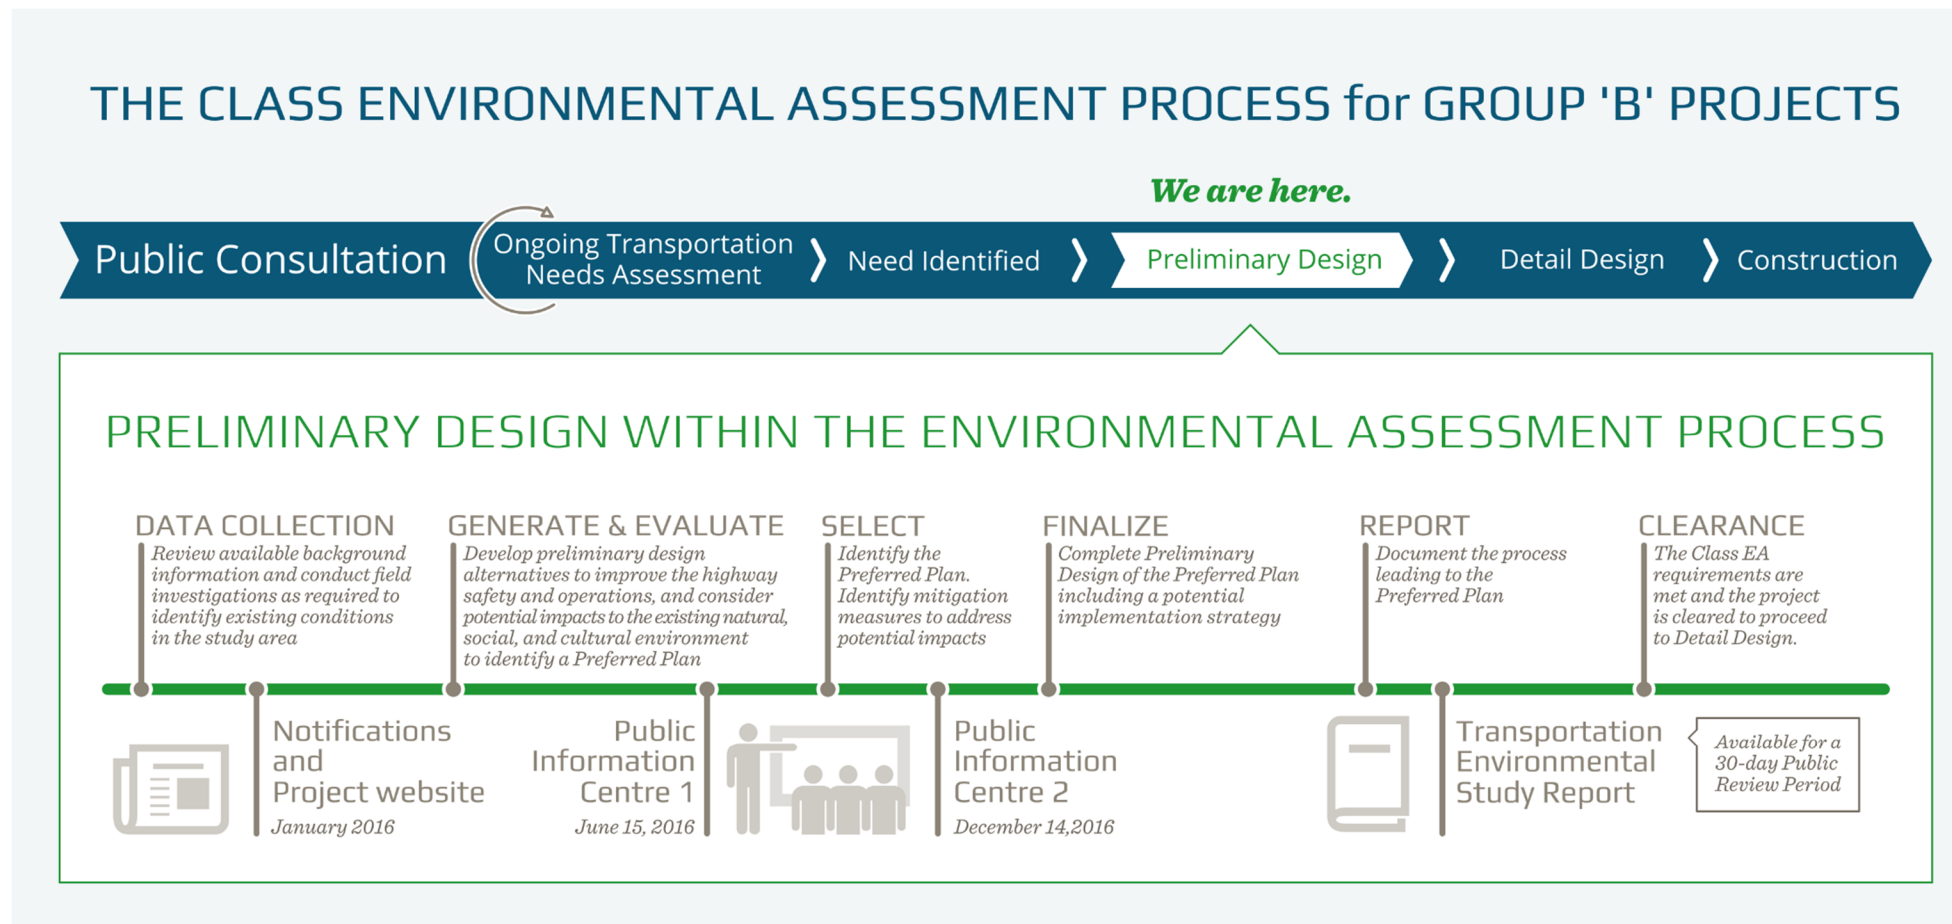 THE CLASS ENVIRONMENTAL ASSESSMENT PROCESS for GROUP 'B' PROJECTS
We are here.
Public Consultation
Ongoing Transportation
Needs Assessment
Need Identified
Preliminary Design
Detail Design
Construction
PRELIMINARY DESIGN WITHIN THE ENVIRONMENTAL ASSESSMENT PROCESS
DATA COLLECTION
Review available background
information and conduct field
investigations as required to
identify existing conditions
in the study area
GENERATE & EVALUATE
Develop preliminary design
alternatives to improve the highway
safety and operations, and consider
potential impacts to the existing natural,
social, and cultural environment
to identify a Preferred Plan
SELECT
Identify the
Preferred Plan.
Identify mitigation
measures to address
potential impacts
FINALIZE
Complete Preliminary
Design of the Preferred Plan
including a potential
implementation strategy
REPORT
Document the process
leading to the
Preferred Plan
CLEARANCE
The Class EA
requirements are
met and the project
is cleared to proceed
to Detail Design.
Notifications
and
Project website
January 2016
Public
Information
Centre 1
June 15, 2016
Public
Information
Centre 2
December 14,2016
Transportation
Environmental
Study Report
Available for a
30-day Public
Review Period